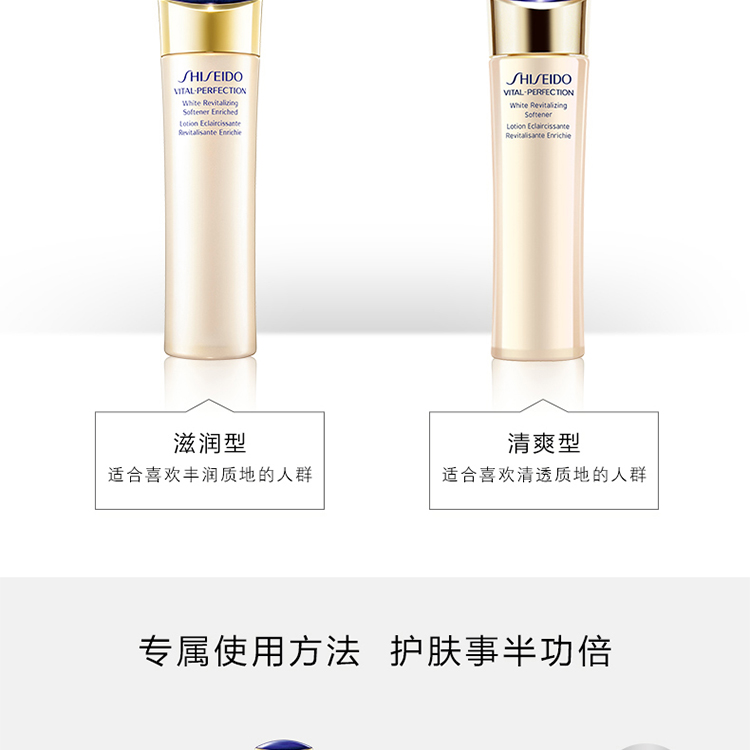 SHISEIDO
VITAL-PERFECTION
White Revitalizing
Softener Enriched
Lotion Eclaircissante
Revitalisante Enrichie
SHISEIDO
VITAL-PERFECTION
White Revitalizing
Softener
Lotion Eclaircissante
Revitalisante Enrichie
滋润型
适合喜欢丰润质地的人群
清爽型
适合喜欢清透质地的人群
专属使用方法 护肤事半功倍